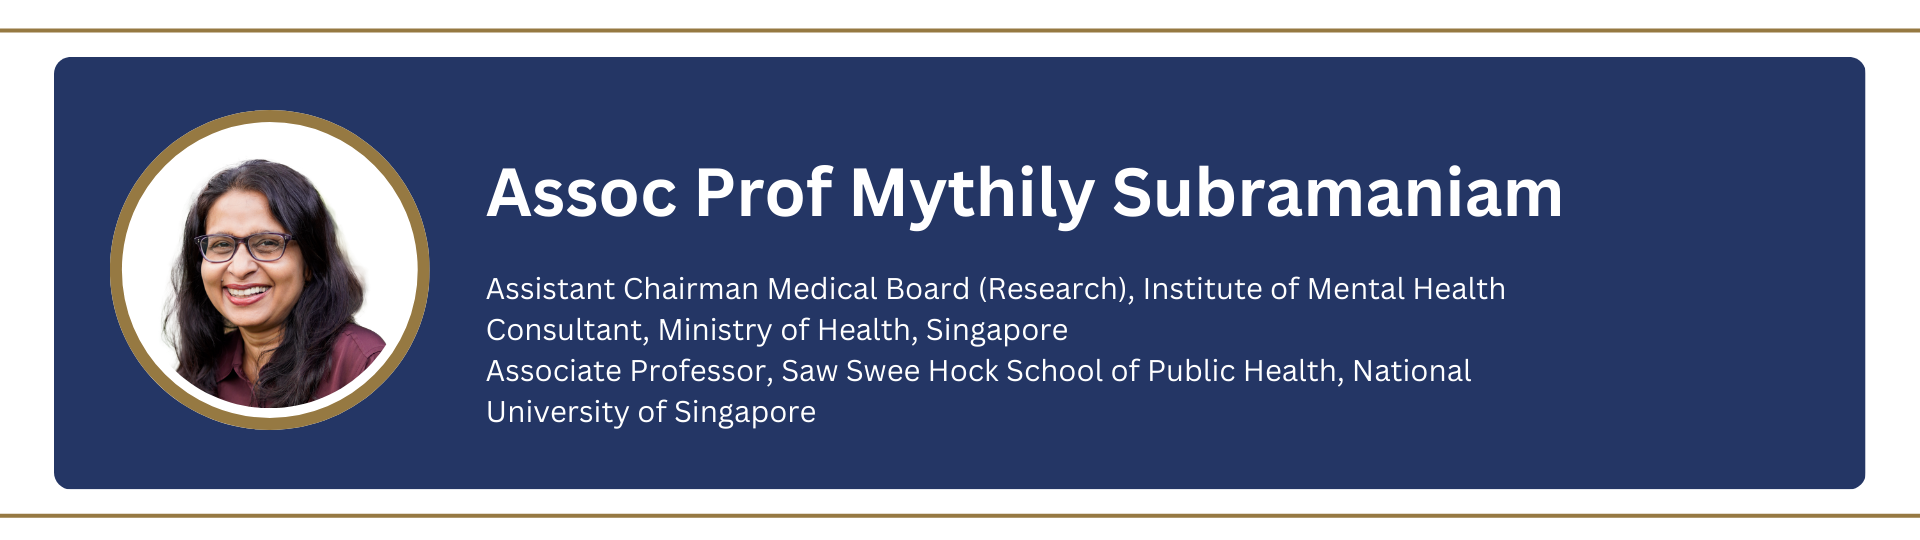 Assoc Prof Mythily Subramaniam
Assistant Chairman Medical Board (Research), Institute of Mental Health
Consultant, Ministry of Health, Singapore
Associate Professor, Saw Swee Hock School of Public Health, National
University of Singapore